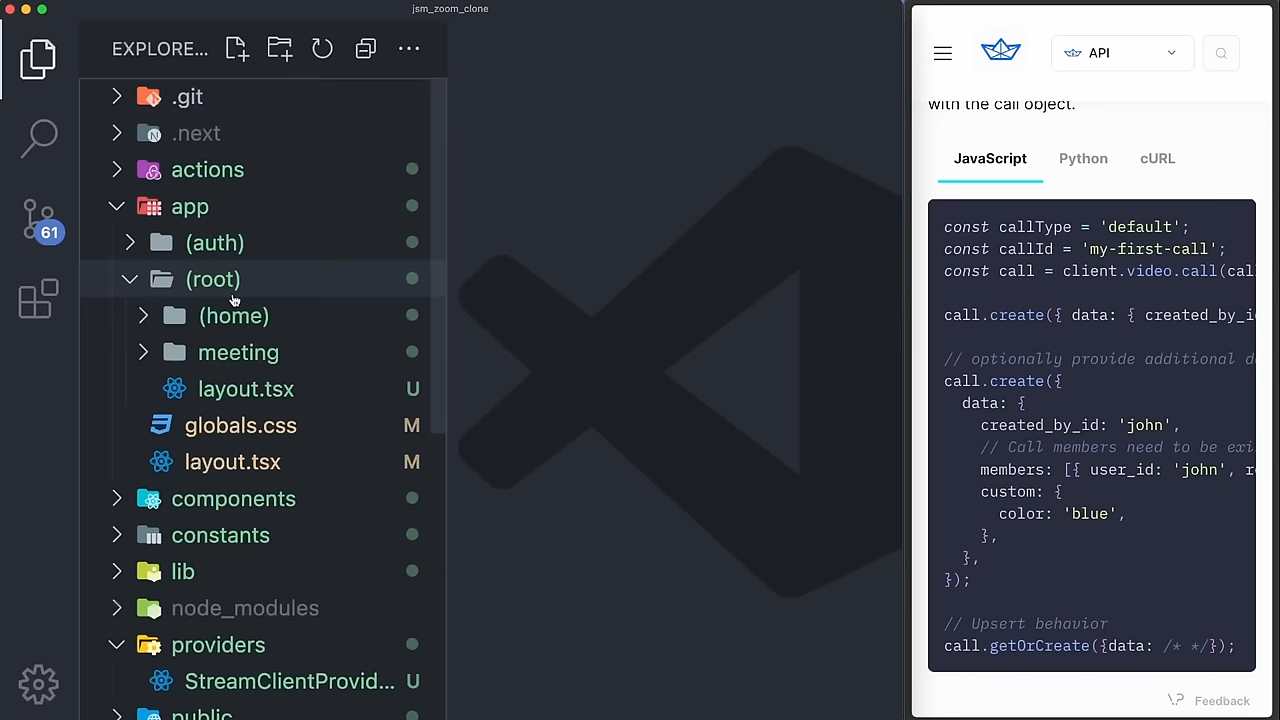 jsm_zoom_clone
EXPLORE...
.git
.next
actions
app
(auth)
(root)
(home)
meeting
layout.tsx U
globals.css M
layout.tsx M
components
constants
lib
node_modules
providers
StreamClientProvid... U
public
61
API
with the call object.
JavaScript Python cURL
const callType = 'default';
const callId = 'my-first-call';
const call = client.video.call(cal
call.create({ data: { created_by_i
// optionally provide additional d
call.create({
data: {
created_by_id: 'john',
// Call members need to be exi
members: [{ user_id: 'john', r
custom: {
color: 'blue',
},
},
});
// Upsert behavior
call.getOrCreate({data: /* */});
Feedback